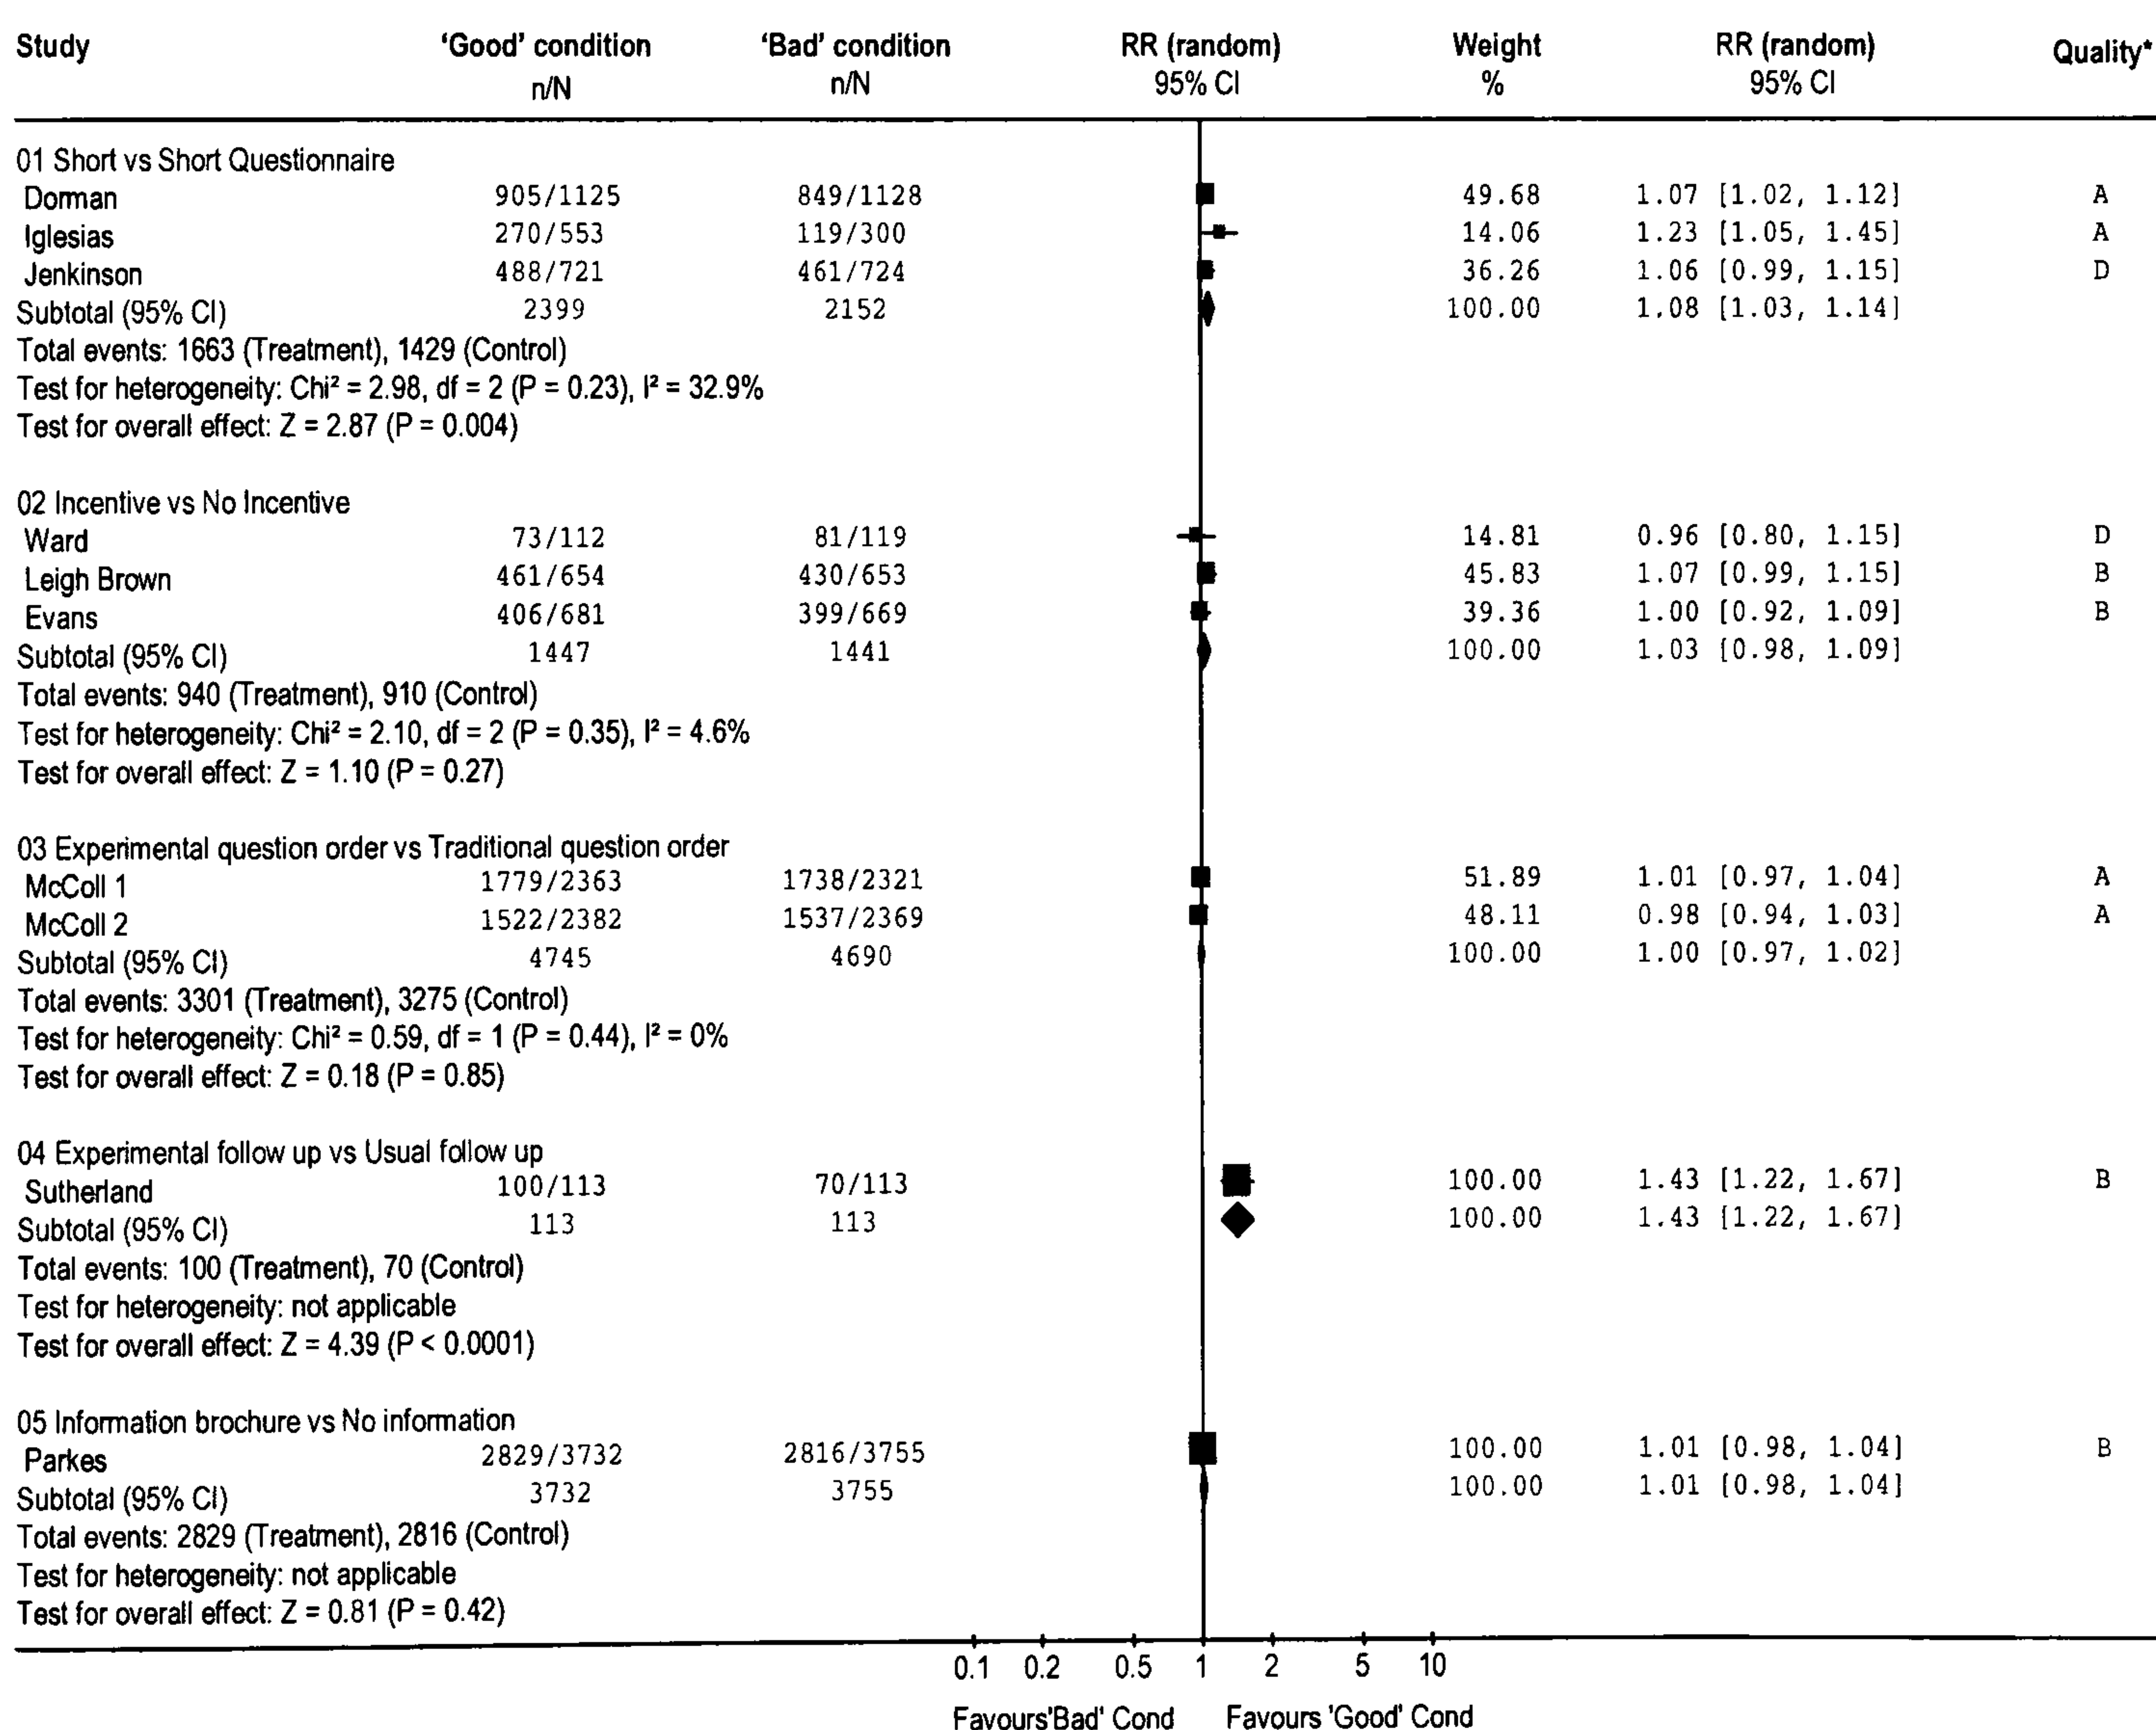 Study 'Good' condition 'Bad' condition RR (random) Weight RR (random) Quality*
n/N n/N 95% CI % 95% CI
01 Short vs Short Questionnaire
Dorman 905/1125 849/1128 49.68 1.07 [1.02, 1.12] A
Iglesias 270/553 119/300 14.06 1.23 [1.05, 1.45] A
Jenkinson 488/721 461/724 36.26 1.06 [0.99, 1.15] D
Subtotal (95% CI) 2399 2152 100.00 1.08 [1.03, 1.14]
Total events: 1663 (Treatment), 1429 (Control)
Test for heterogeneity: Chi² = 2.98, df = 2 (P = 0.23), I² = 32.9%
Test for overall effect: Z = 2.87 (P = 0.004)
02 Incentive vs No Incentive
Ward 73/112 81/119 14.81 0.96 [0.80, 1.15] D
Leigh Brown 461/654 430/653 45.83 1.07 [0.99, 1.15] B
Evans 406/681 399/669 39.36 1.00 [0.92, 1.09] B
Subtotal (95% CI) 1447 1441 100.00 1.03 [0.98, 1.09]
Total events: 940 (Treatment), 910 (Control)
Test for heterogeneity: Chi² = 2.10, df = 2 (P = 0.35), I² = 4.6%
Test for overall effect: Z = 1.10 (P = 0.27)
03 Experimental question order vs Traditional question order
McColl 1 1779/2363 1738/2321 51.89 1.01 [0.97, 1.04] A
McColl 2 1522/2382 1537/2369 48.11 0.98 [0.94, 1.03] A
Subtotal (95% CI) 4745 4690 100.00 1.00 [0.97, 1.02]
Total events: 3301 (Treatment), 3275 (Control)
Test for heterogeneity: Chi² = 0.59, df = 1 (P = 0.44), I² = 0%
Test for overall effect: Z = 0.18 (P = 0.85)
04 Experimental follow up vs Usual follow up
Sutherland 100/113 70/113 100.00 1.43 [1.22, 1.67] B
Subtotal (95% CI) 113 113 100.00 1.43 [1.22, 1.67]
Total events: 100 (Treatment), 70 (Control)
Test for heterogeneity: not applicable
Test for overall effect: Z = 4.39 (P < 0.0001)
05 Information brochure vs No information
Parkes 2829/3732 2816/3755 100.00 1.01 [0.98, 1.04] B
Subtotal (95% CI) 3732 3755 100.00 1.01 [0.98, 1.04]
Total events: 2829 (Treatment), 2816 (Control)
Test for heterogeneity: not applicable
Test for overall effect: Z = 0.81 (P = 0.42)
0.1 0.2 0.5 1 2 5 10
Favours'Bad' Cond Favours 'Good' Cond